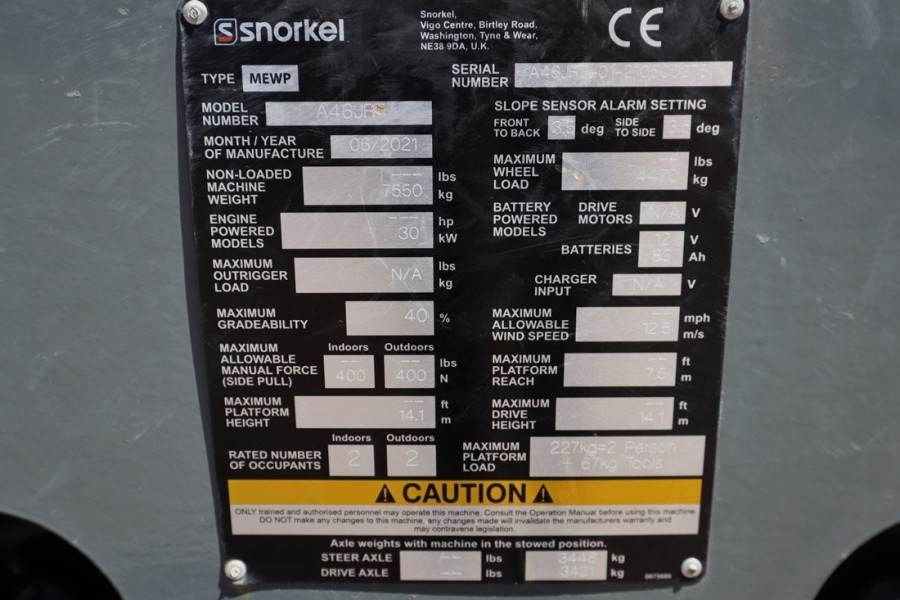 snorkel
Snorkel,
Vigo Centre, Birtley Road,
Washington, Tyne & Wear,
NE38 9DA, U.K.
CE
TYPE MEWP
SERIAL
NUMBER
MODEL
NUMBER A46JR
MONTH / YEAR
OF MANUFACTURE 06/2021
NON-LOADED
MACHINE
WEIGHT
--- lbs
7550 kg
ENGINE
POWERED
MODELS
--- hp
30 kW
MAXIMUM
OUTRIGGER
LOAD
lbs
N/A kg
MAXIMUM
GRADEABILITY 40 %
MAXIMUM
ALLOWABLE
MANUAL FORCE
(SIDE PULL)
Indoors Outdoors
-- -- lbs
400 400 N
MAXIMUM
PLATFORM
HEIGHT
-- ft
14.1 m
Indoors Outdoors
RATED NUMBER
OF OCCUPANTS 2 2
SLOPE SENSOR ALARM SETTING
FRONT
TO BACK 3.5 deg
SIDE
TO SIDE deg
MAXIMUM
WHEEL
LOAD
-- lbs
kg
BATTERY
POWERED
MODELS
DRIVE
MOTORS N/A V
BATTERIES
12 V
Ah
CHARGER
INPUT N/A V
MAXIMUM
ALLOWABLE
WIND SPEED
-- mph
12.5 m/s
MAXIMUM
PLATFORM
REACH
-- ft
7.5 m
MAXIMUM
DRIVE
HEIGHT
-- ft
14.1 m
MAXIMUM
PLATFORM
LOAD
227kg=2 Person
+ 67kg Tools
CAUTION
ONLY trained and authorised personnel may operate this machine. Consult the Operation Manual before using this machine.
DO NOT make any changes to this machine, any changes made will invalidate the manufacturers warranty and
may contravene legislation.
Axle weights with machine in the stowed position.
STEER AXLE -- lbs 3448 kg
DRIVE AXLE -- lbs 3421 kg